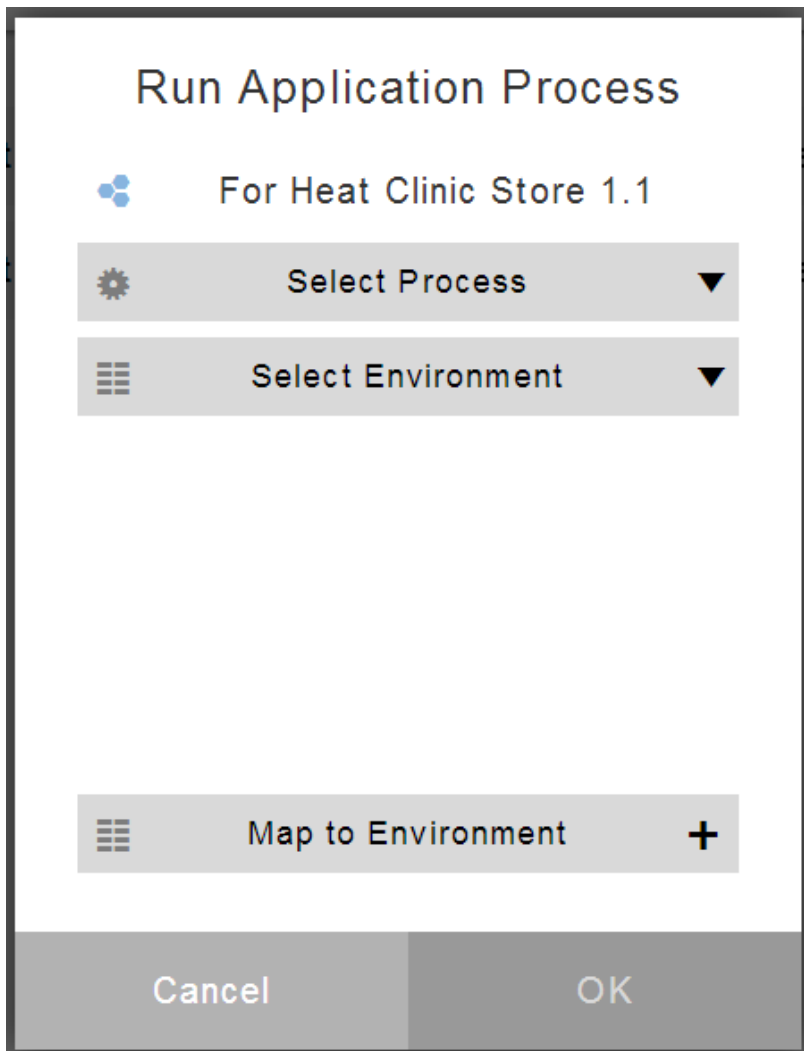 Run Application Process
For Heat Clinic Store 1.1
Select Process
Select Environment
Map to Environment
Cancel
OK